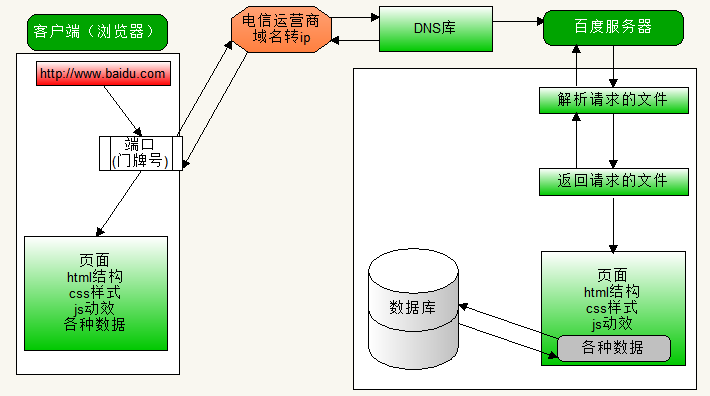 客户端（浏览器）
http://www.baidu.com
端口
(门牌号)
页面
html结构
css样式
js动效
各种数据
电信运营商
域名转ip
DNS库
百度服务器
解析请求的文件
返回请求的文件
数据库
页面
html结构
css样式
js动效
各种数据